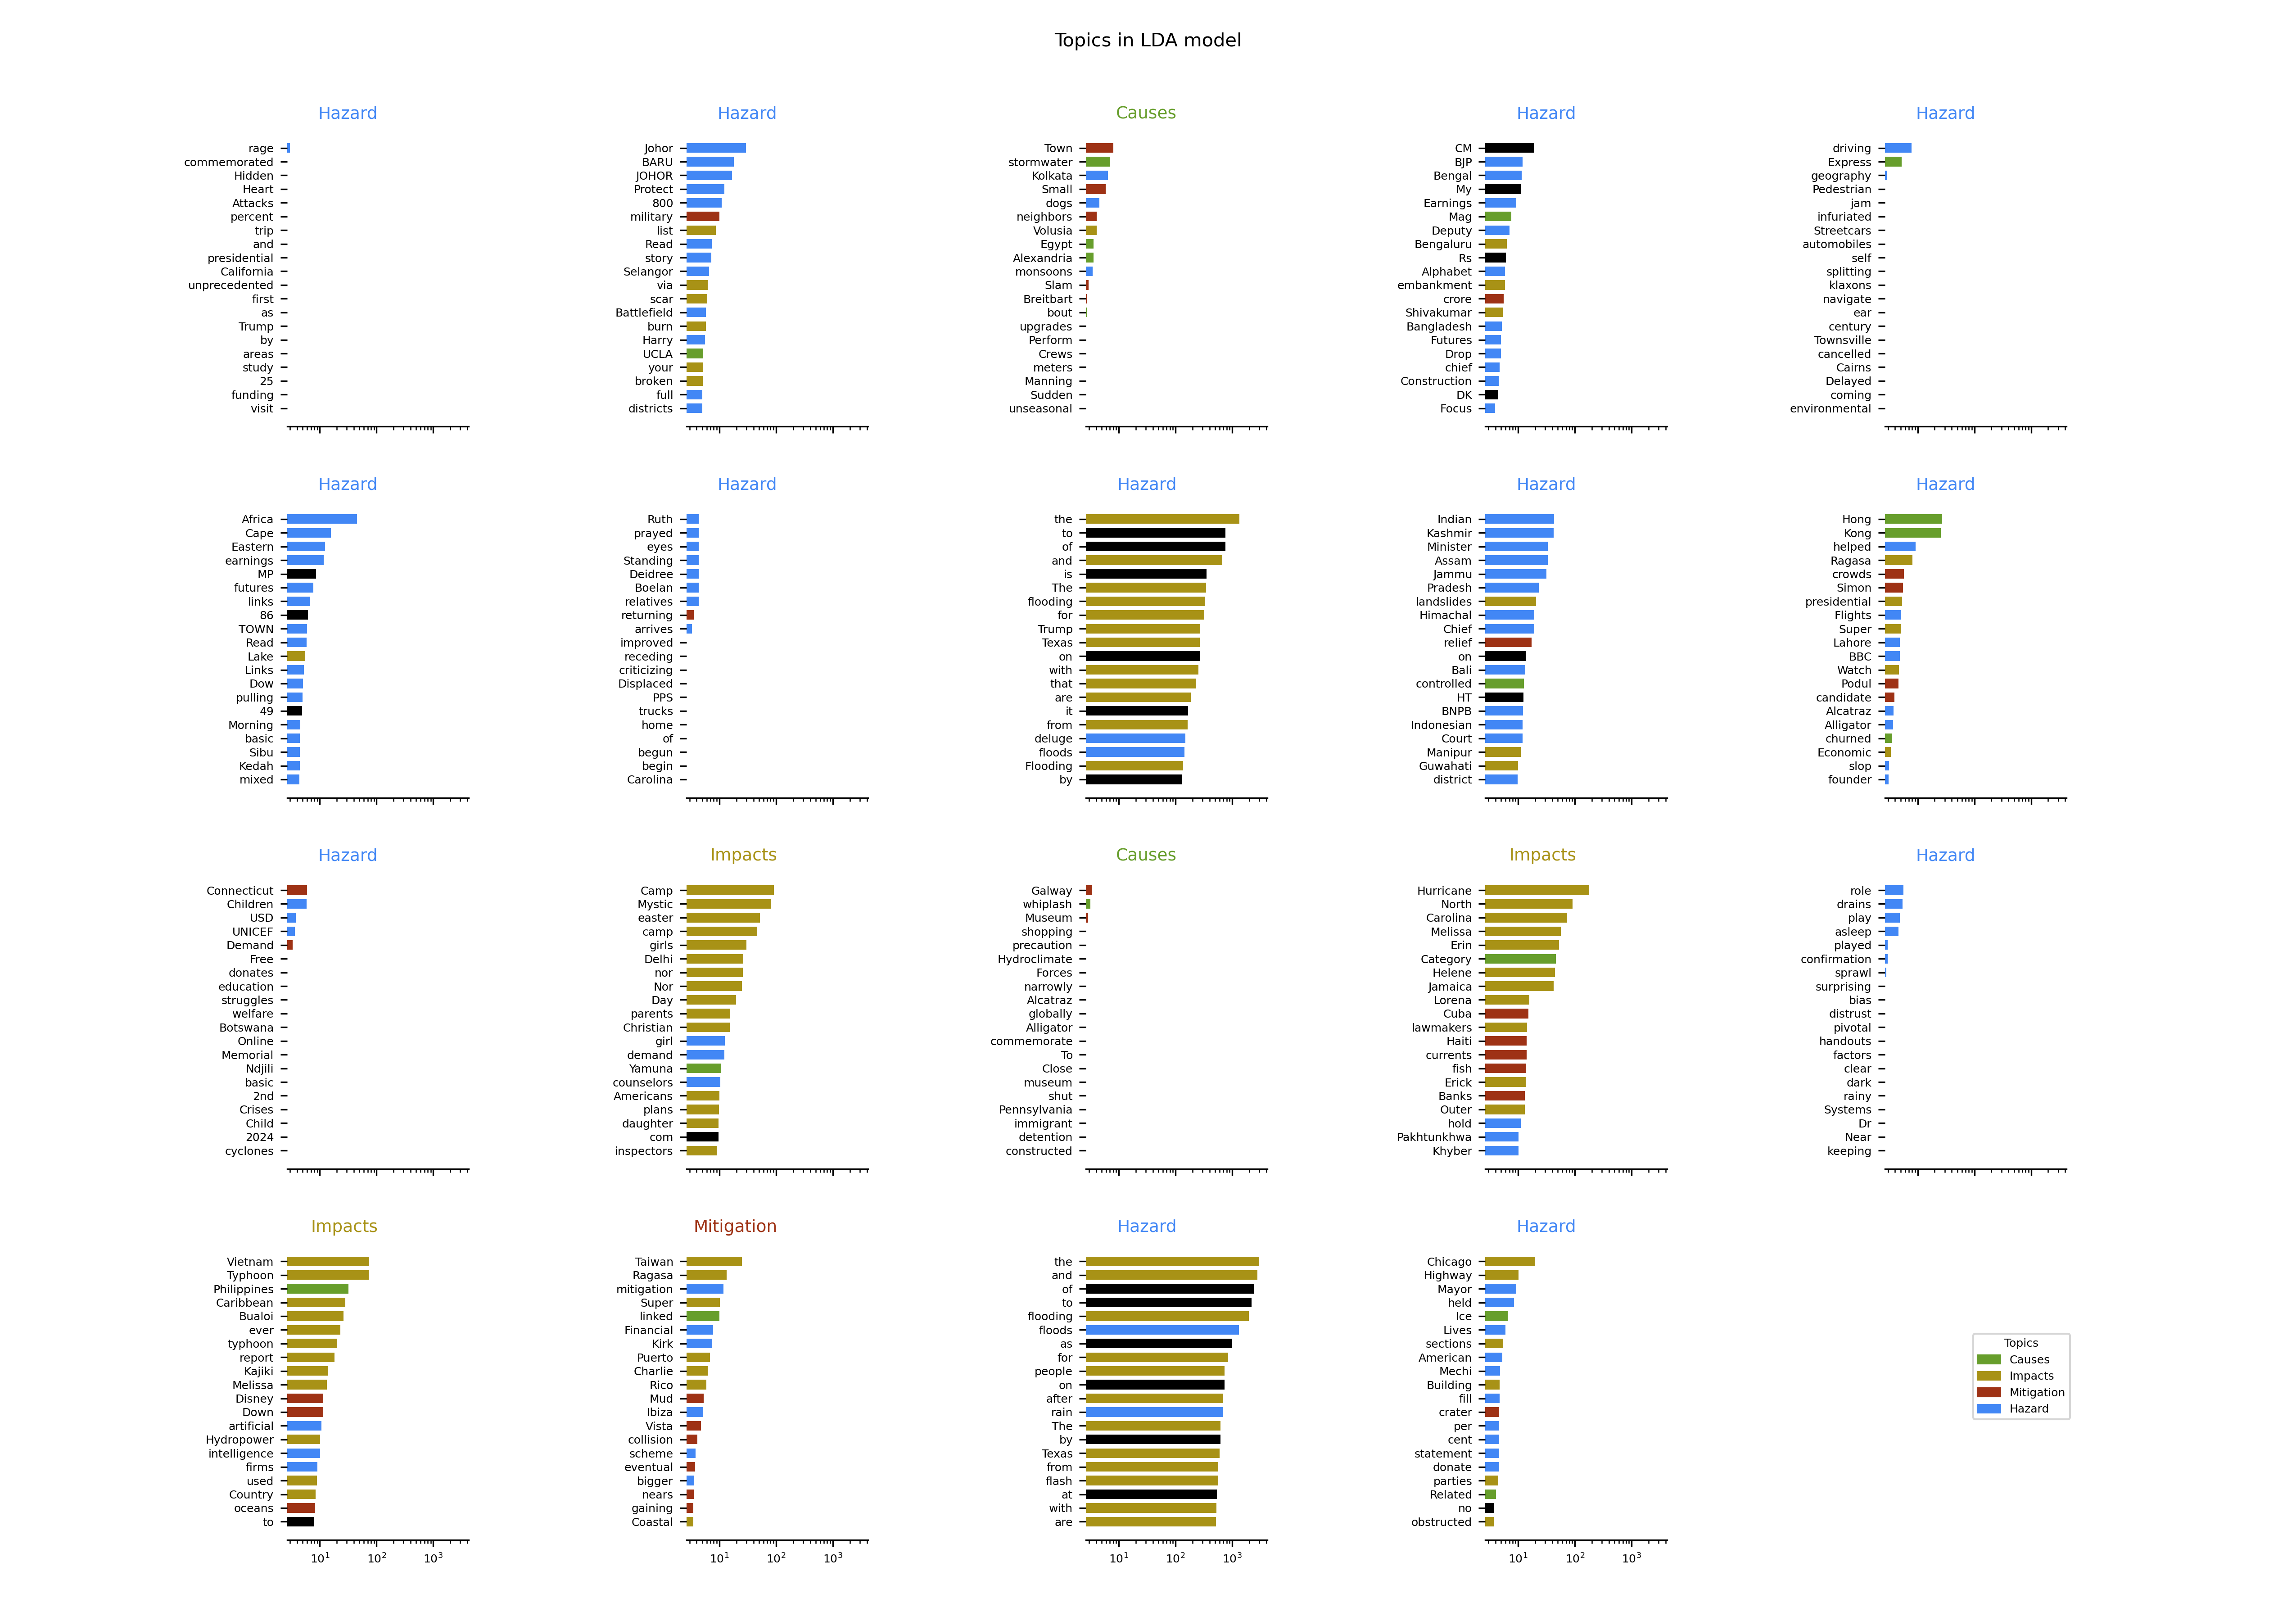 Topics in LDA model
Hazard
rage
commemorated
Hidden
Heart
Attacks
percent
trip
and
presidential
California
unprecedented
first
as
Trump
by
areas
study
25
funding
visit
Hazard
Johor
BARU
JOHOR
Protect
800
military
list
Read
story
Selangor
via
scar
Battlefield
burn
Harry
UCLA
your
broken
full
districts
Causes
Town
stormwater
Kolkata
Small
dogs
neighbors
Volusia
Egypt
Alexandria
monsoons
Slam
Breitbart
bout
upgrades
Perform
Crews
meters
Manning
Sudden
unseasonal
Hazard
CM
BJP
Bengal
My
Earnings
Mag
Deputy
Bengaluru
Rs
Alphabet
embankment
crore
Shivakumar
Bangladesh
Futures
Drop
chief
Construction
DK
Focus
Hazard
driving
Express
geography
Pedestrian
jam
infuriated
Streetcars
automobiles
self
splitting
klaxons
navigate
ear
century
Townsville
cancelled
Cairns
Delayed
coming
environmental
Hazard
Africa
Cape
Eastern
earnings
MP
futures
links
86
TOWN
Read
Lake
Links
Dow
pulling
49
Morning
basic
Sibu
Kedah
mixed
Hazard
Ruth
prayed
eyes
Standing
Deidree
Boelan
relatives
returning
arrives
improved
receding
criticizing
Displaced
PPS
trucks
home
of
begun
begin
Carolina
Hazard
the
to
of
and
is
The
flooding
for
Trump
Texas
on
with
that
are
it
from
deluge
floods
Flooding
by
Hazard
Indian
Kashmir
Minister
Assam
Jammu
Pradesh
landslides
Himachal
Chief
relief
on
Bali
controlled
HT
BNPB
Indonesian
Court
Manipur
Guwahati
district
Hazard
Hong
Kong
helped
Ragasa
crowds
Simon
presidential
Flights
Super
Lahore
BBC
Watch
Podul
candidate
Alcatraz
Alligator
churned
Economic
slop
founder
Hazard
Connecticut
Children
USD
UNICEF
Demand
Free
donates
education
struggles
welfare
Botswana
Online
Memorial
Ndjili
basic
2nd
Crises
Child
2024
cyclones
Impacts
Camp
Mystic
easter
camp
girls
Delhi
nor
Nor
Day
parents
Christian
girl
demand
Yamuna
counselors
Americans
plans
daughter
com
inspectors
Causes
Galway
whiplash
Museum
shopping
precaution
Hydroclimate
Forces
narrowly
Alcatraz
globally
Alligator
commemorate
To
Close
museum
shut
Pennsylvania
immigrant
detention
constructed
Impacts
Hurricane
North
Carolina
Melissa
Erin
Category
Helene
Jamaica
Lorena
Cuba
lawmakers
Haiti
currents
fish
Erick
Banks
Outer
hold
Pakhtunkhwa
Khyber
Hazard
role
drains
play
asleep
played
confirmation
sprawl
surprising
bias
distrust
pivotal
handouts
factors
clear
dark
rainy
Systems
Dr
Near
keeping
Impacts
Vietnam
Typhoon
Philippines
Caribbean
Bualoi
ever
typhoon
report
Kajiki
Melissa
Disney
Down
artificial
Hydropower
intelligence
firms
used
Country
oceans
to
10¹ 10² 10³
Mitigation
Taiwan
Ragasa
mitigation
Super
linked
Financial
Kirk
Puerto
Charlie
Rico
Mud
Ibiza
Vista
collision
scheme
eventual
bigger
nears
gaining
Coastal
10¹ 10² 10³
Hazard
the
and
of
to
flooding
floods
as
for
people
on
after
rain
The
by
Texas
from
flash
at
with
are
10¹ 10² 10³
Hazard
Chicago
Highway
Mayor
held
Ice
Lives
sections
American
Mechi
Building
fill
crater
per
cent
statement
donate
parties
Related
no
obstructed
10¹ 10² 10³
Topics
Causes
Impacts
Mitigation
Hazard